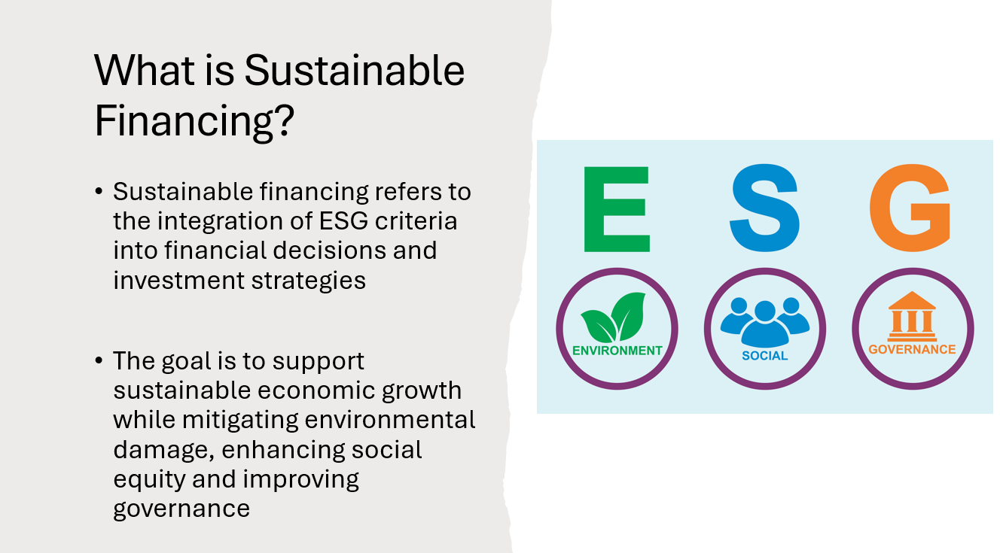 What is Sustainable
Financing?
• Sustainable financing refers to
the integration of ESG criteria
into financial decisions and
investment strategies
• The goal is to support
sustainable economic growth
while mitigating environmental
damage, enhancing social
equity and improving
governance
E S G
ENVIRONMENT
SOCIAL
GOVERNANCE